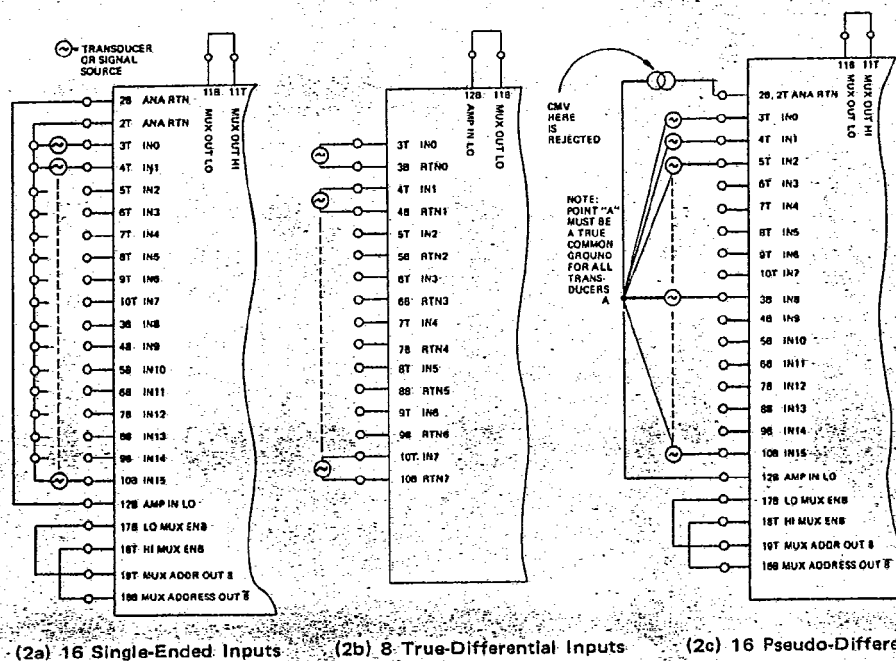 TRANSDUCER
OR SIGNAL
SOURCE
11B 11T
MUX OUT LO
MUX OUT HI
2B ANA RTN
2T ANA RTN
3T IN0
4T IN1
5T IN2
6T IN3
7T IN4
8T IN5
9T IN6
10T IN7
3B IN8
4B IN9
5B IN10
6B IN11
7B IN12
8B IN13
9B IN14
10B IN15
12B AMP IN LO
17B LO MUX ENB
18T HI MUX ENB
19T MUX ADDR OUT 8
18B MUX ADDRESS OUT 8̅
(2a) 16 Single-Ended Inputs
12B 11B
AMP IN LO
MUX OUT LO
3T IN0
3B RTN0
4T IN1
4B RTN1
5T IN2
5B RTN2
6T IN3
6B RTN3
7T IN4
7B RTN4
8T IN5
8B RTN5
9T IN6
9B RTN6
10T IN7
10B RTN7
(2b) 8 True-Differential Inputs
CMV
HERE
IS
REJECTED
NOTE:
POINT "A"
MUST BE
A TRUE
COMMON
GROUND
FOR ALL
TRANS-
DUCERS
A
11B 11T
MUX OUT LO
MUX OUT HI
2B, 2T ANA RTN
3T IN0
4T IN1
5T IN2
6T IN3
7T IN4
8T IN5
9T IN6
10T IN7
3B IN8
4B IN9
5B IN10
6B IN11
7B IN12
8B IN13
9B IN14
10B IN15
12B AMP IN LO
17B LO MUX ENB
18T HI MUX ENB
19T MUX ADDR OUT 8
18B MUX ADDRESS OUT 8̅
(2c) 16 Pseudo-Differe